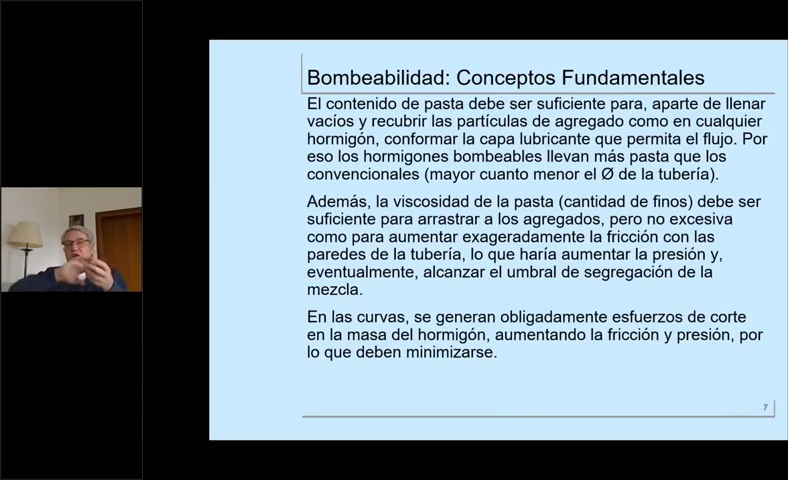 Bombeabilidad: Conceptos Fundamentales
El contenido de pasta debe ser suficiente para, aparte de llenar
vacíos y recubrir las partículas de agregado como en cualquier
hormigón, conformar la capa lubricante que permita el flujo. Por
eso los hormigones bombeables llevan más pasta que los
convencionales (mayor cuanto menor el Ø de la tubería).
Además, la viscosidad de la pasta (cantidad de finos) debe ser
suficiente para arrastrar a los agregados, pero no excesiva
como para aumentar exageradamente la fricción con las
paredes de la tubería, lo que haría aumentar la presión y,
eventualmente, alcanzar el umbral de segregación de la
mezcla.
En las curvas, se generan obligadamente esfuerzos de corte
en la masa del hormigón, aumentando la fricción y presión, por
lo que deben minimizarse.
7